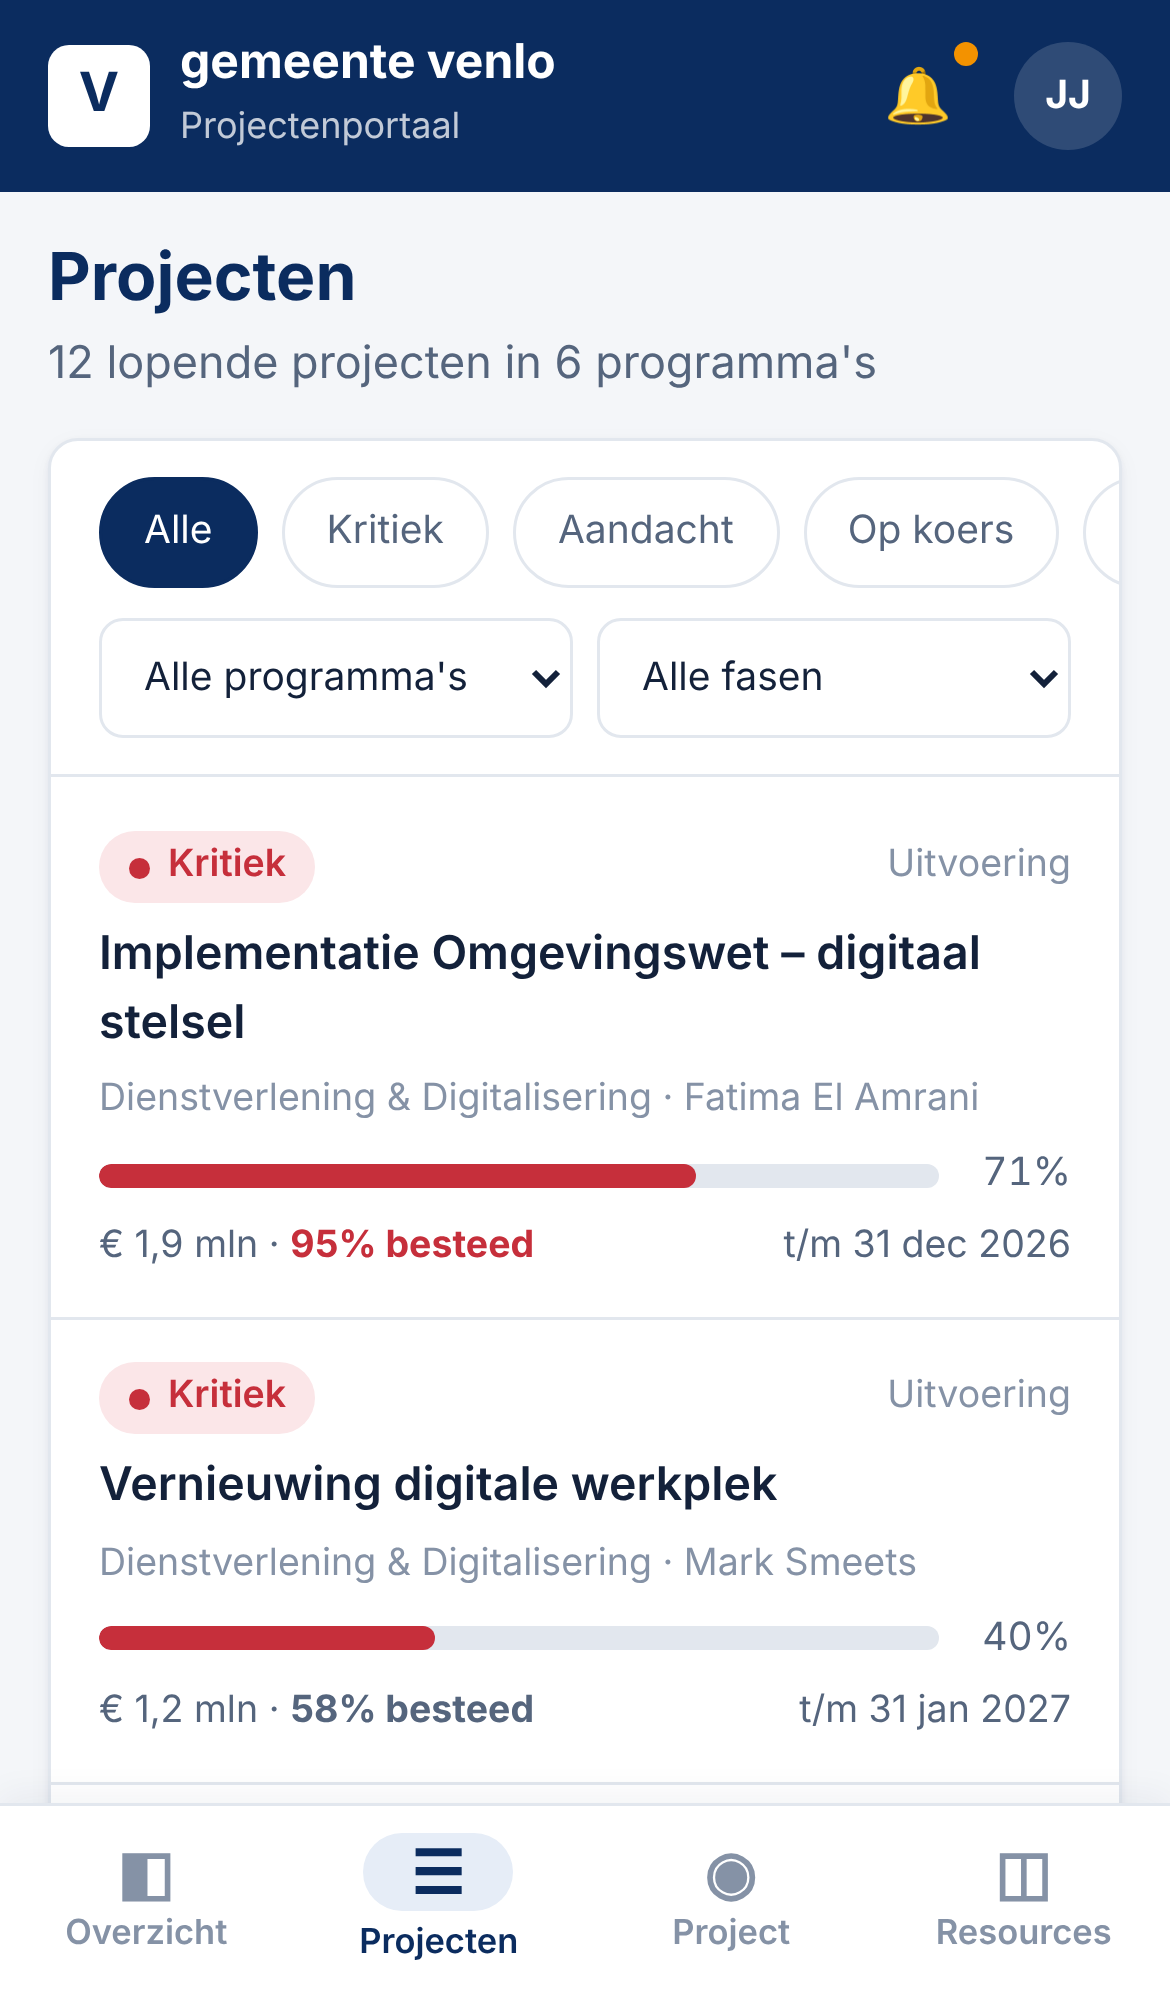 V
gemeente venlo
Projectenportaal
JJ
Projecten
12 lopende projecten in 6 programma's
Alle
Kritiek
Aandacht
Op koers
Alle programma's
Alle fasen
Kritiek
Uitvoering
Implementatie Omgevingswet – digitaal
stelsel
Dienstverlening & Digitalisering · Fatima El Amrani
71%
€ 1,9 mln · 95% besteed
t/m 31 dec 2026
Kritiek
Uitvoering
Vernieuwing digitale werkplek
Dienstverlening & Digitalisering · Mark Smeets
40%
€ 1,2 mln · 58% besteed
t/m 31 jan 2027
Overzicht
Projecten
Project
Resources